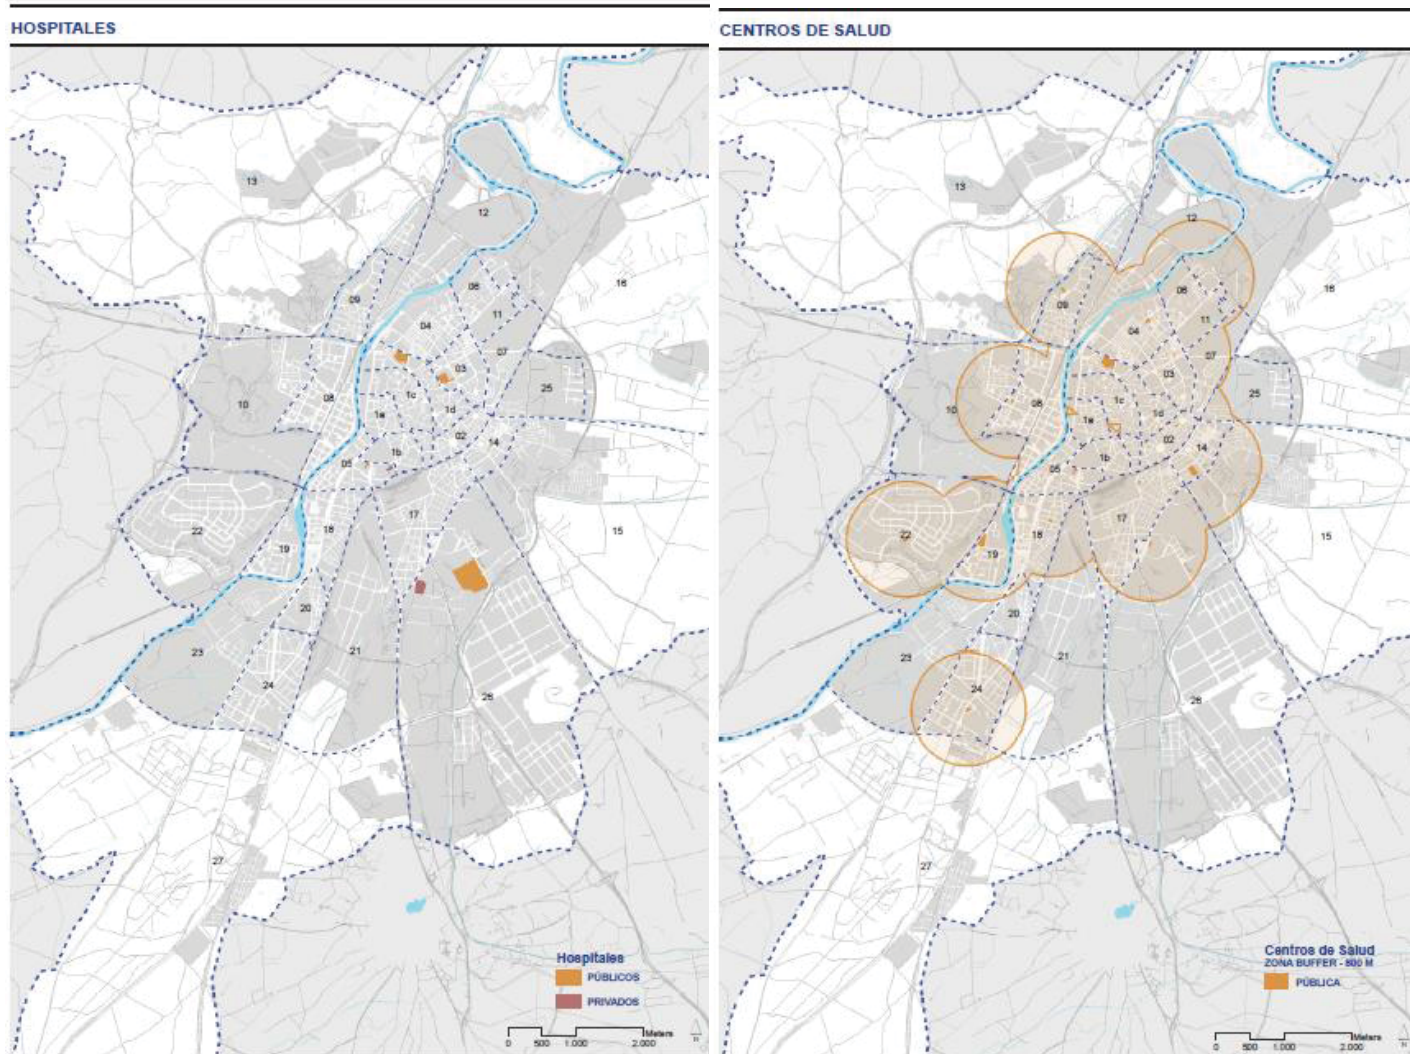 HOSPITALES
13
12
16
09
06
04
11
07
03
25
10
08
1c
1a
1d
02
14
1b
05
17
22
18
19
15
20
23
21
24
26
27
Hospitales
PÚBLICOS
PRIVADOS
Meters
0 500 1.000 2.000
N
CENTROS DE SALUD
13
12
16
09
06
04
11
07
03
25
10
08
1c
1a
1d
02
14
1b
05
17
22
18
19
15
20
23
21
24
26
27
Centros de Salud
ZONA BUFFER - 800 M
PÚBLICA
Meters
0 500 1.000 2.000
N